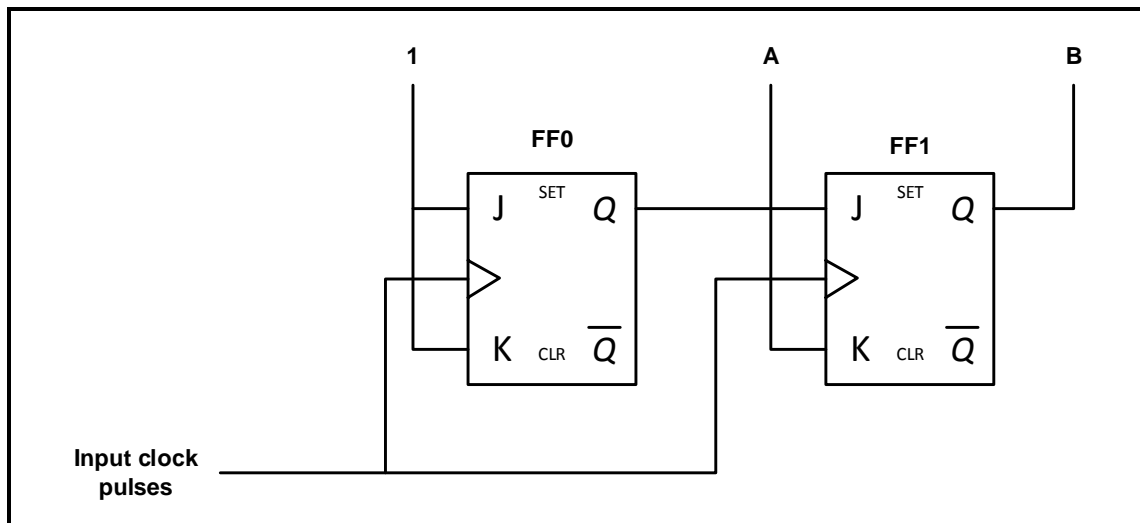 1
A
B
FF0
FF1
J SET Q
K CLR Q
J SET Q
K CLR Q
Input clock
pulses